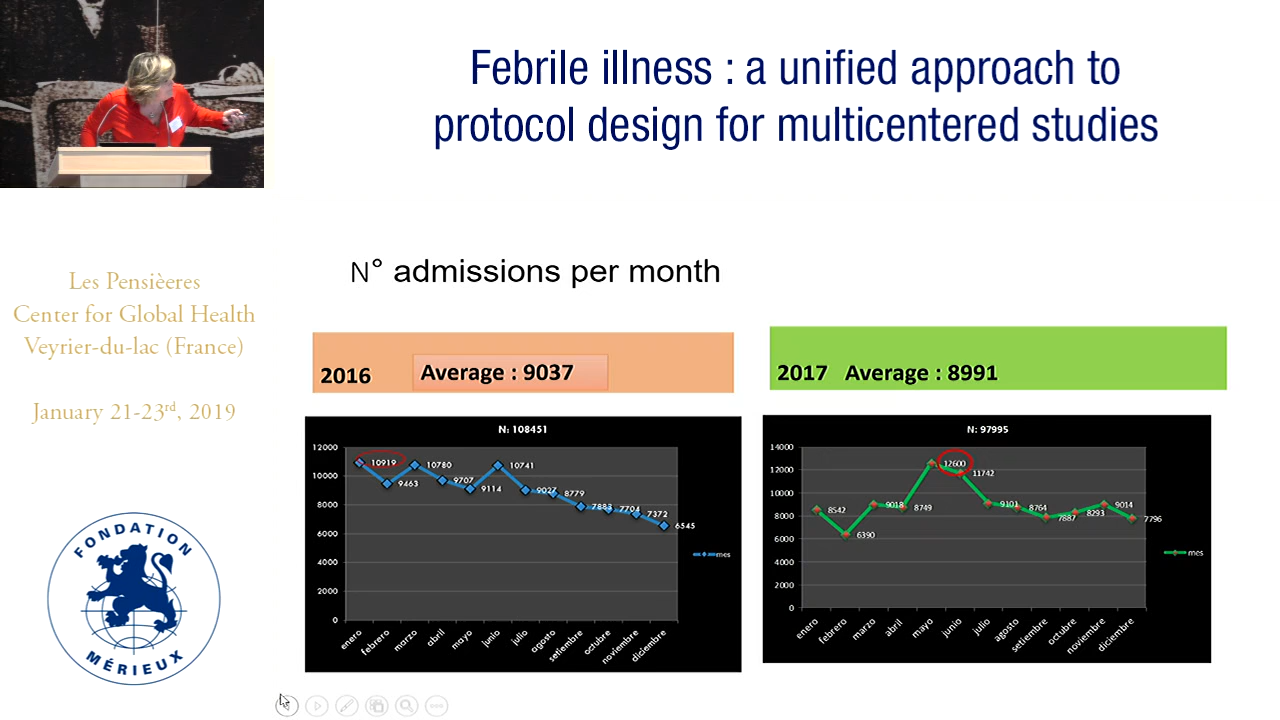 Febrile illness : a unified approach to
protocol design for multicentered studies
Les Pensièeres
Center for Global Health
Veyrier-du-lac (France)
January 21-23rd, 2019
FONDATION
MÉRIEUX
N° admissions per month
2016 Average : 9037
N: 108451
12000
10000
8000
6000
4000
2000
0
10919
9463
10780
9707
9114
10741
9027
8779
7883
7704
7372
6545
enero
febrero
marzo
abril
mayo
junio
julio
agosto
setiembre
octubre
noviembre
diciembre
mes
2017 Average : 8991
N: 97995
14000
12000
10000
8000
6000
4000
2000
0
8542
6390
9018
8749
12600
11742
9101
8764
7887
8293
9014
7796
enero
febrero
marzo
abril
mayo
junio
julio
agosto
setiembre
octubre
noviembre
diciembre
mes